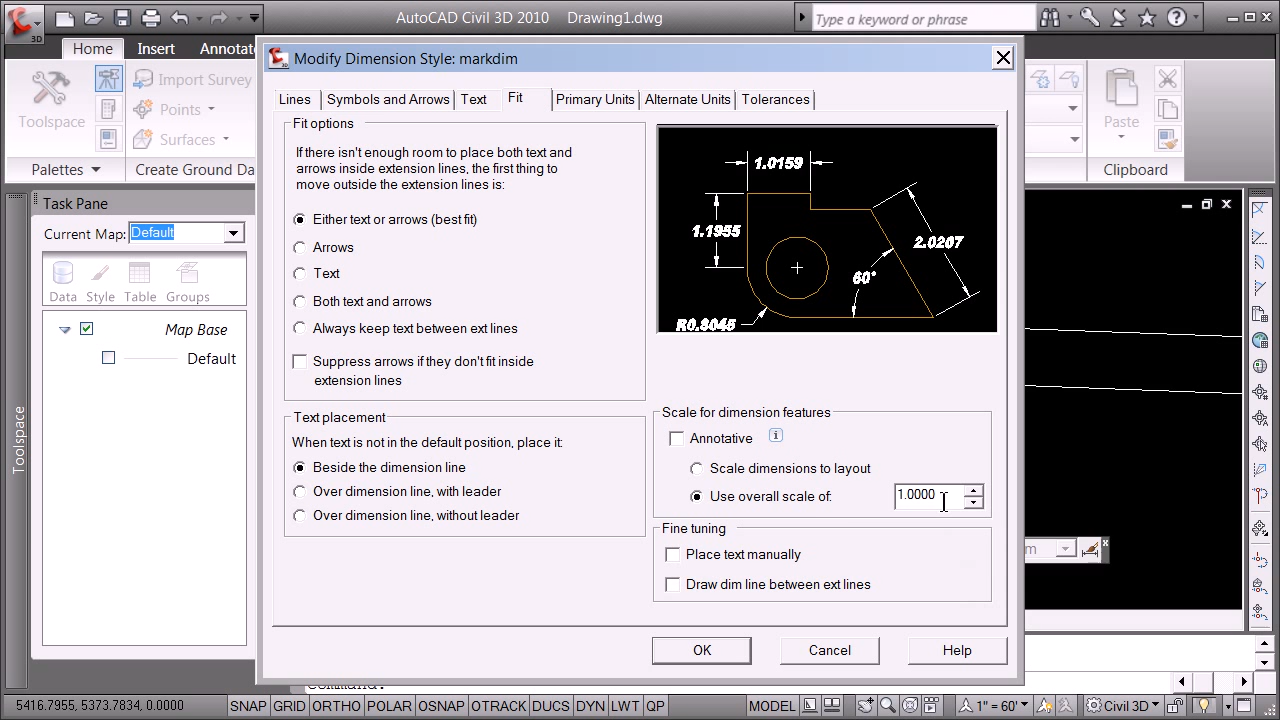 AutoCAD Civil 3D 2010 Drawing1.dwg
Type a keyword or phrase
3D
Home
Insert
Annotat
Toolspace
Import Survey
Points
Surfaces
Palettes
Create Ground Da
Paste
Clipboard
Task Pane
Current Map: Default
Data Style Table Groups
Map Base
Default
Toolspace
Modify Dimension Style: markdim
Lines
Symbols and Arrows
Text
Fit
Primary Units
Alternate Units
Tolerances
Fit options
If there isn't enough room to place both text and
arrows inside extension lines, the first thing to
move outside the extension lines is:
Either text or arrows (best fit)
Arrows
Text
Both text and arrows
Always keep text between ext lines
Suppress arrows if they don't fit inside
extension lines
Text placement
When text is not in the default position, place it:
Beside the dimension line
Over dimension line, with leader
Over dimension line, without leader
1.0159
1.1955
2.0207
60°
R0.8045
Scale for dimension features
Annotative
Scale dimensions to layout
Use overall scale of: 1.0000
Fine tuning
Place text manually
Draw dim line between ext lines
OK
Cancel
Help
Command:
5416.7955, 5373.7834, 0.0000
SNAP GRID ORTHO POLAR OSNAP OTRACK DUCS DYN LWT QP
MODEL
1" = 60'
Civil 3D